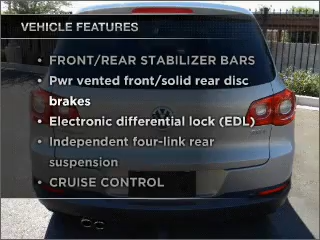 VEHICLE FEATURES
• FRONT/REAR STABILIZER BARS
• Pwr vented front/solid rear disc
brakes
• Electronic differential lock (EDL)
• Independent four-link rear
suspension
• CRUISE CONTROL